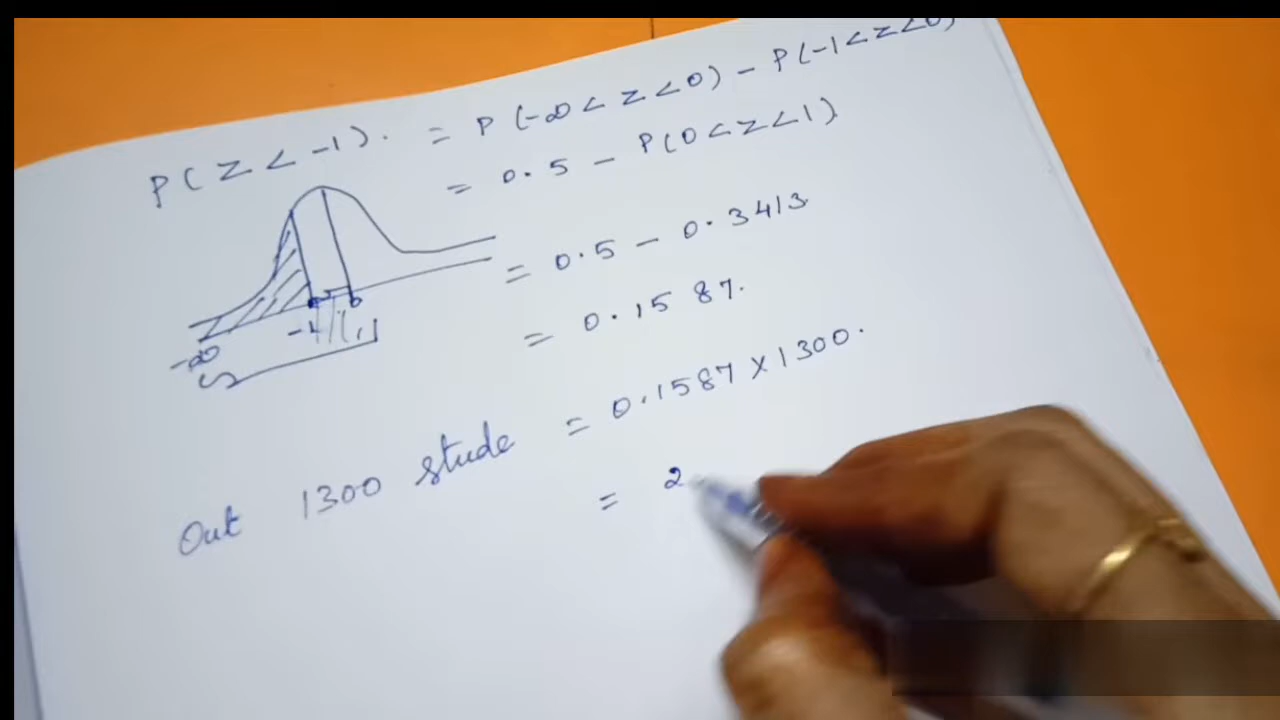 P(Z < -1). = P(-∞ < z < 0) - P(-1 < z < 0)
= 0.5 - P(0 < z < 1)
= 0.5 - 0.3413
= 0.1587.
-∞ -1
Out 1300 stude = 0.1587 x 1300.
= 2